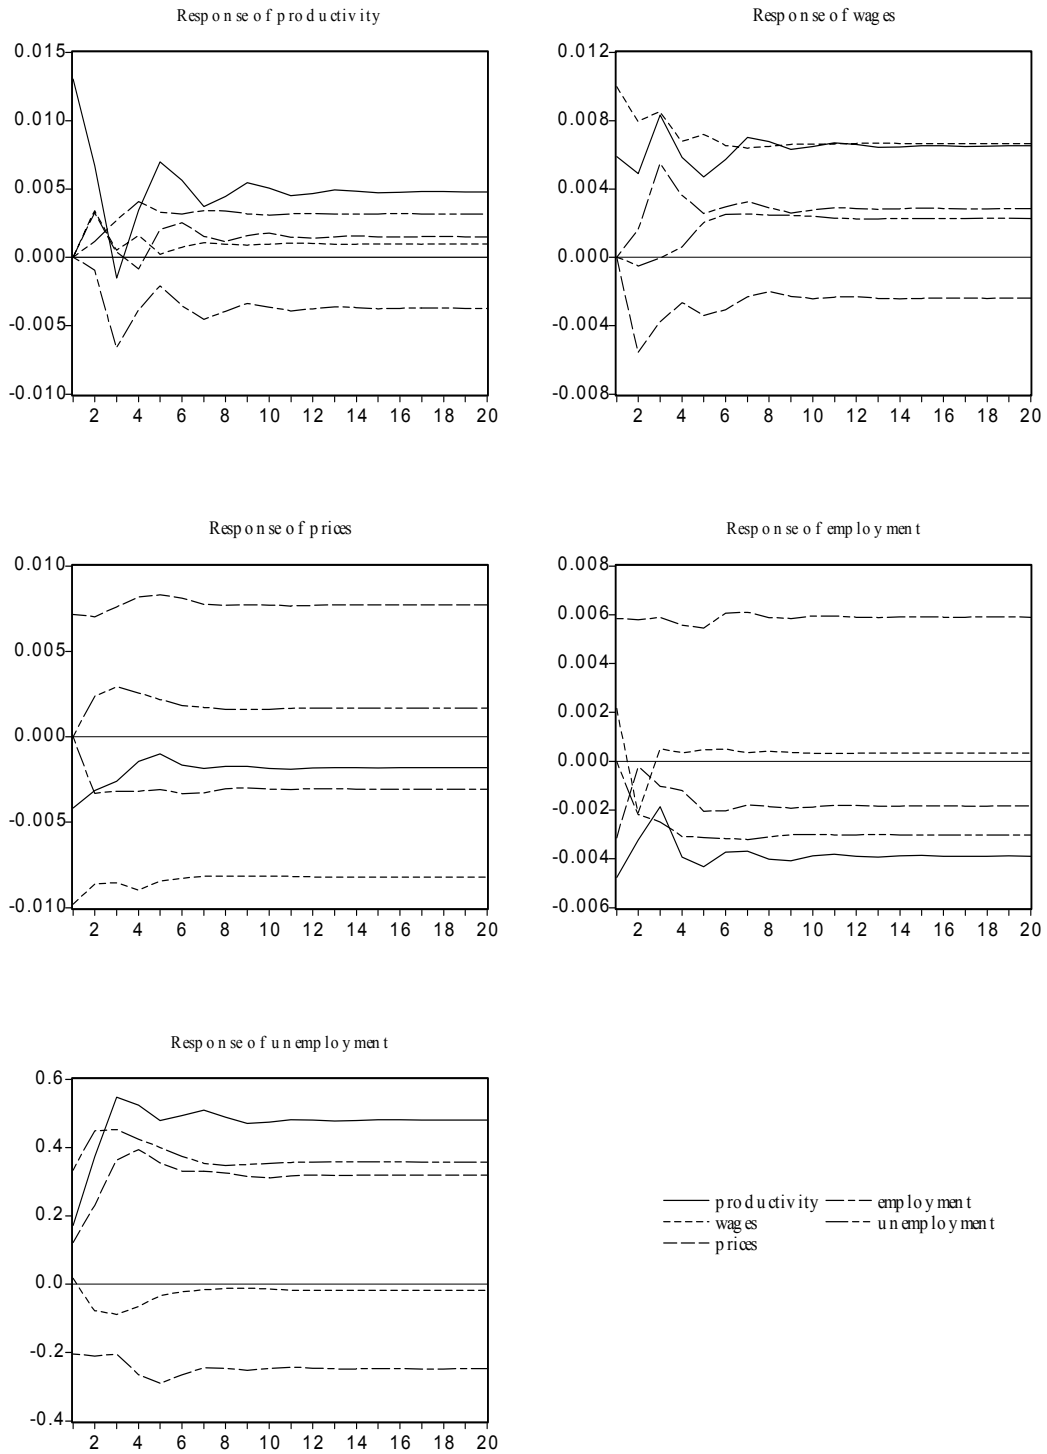 Response of productivity
0.015
0.010
0.005
0.000
-0.005
-0.010
2 4 6 8 10 12 14 16 18 20
Response of wages
0.012
0.008
0.004
0.000
-0.004
-0.008
2 4 6 8 10 12 14 16 18 20
Response of prices
0.010
0.005
0.000
-0.005
-0.010
2 4 6 8 10 12 14 16 18 20
Response of employment
0.008
0.006
0.004
0.002
0.000
-0.002
-0.004
-0.006
2 4 6 8 10 12 14 16 18 20
Response of unemployment
0.6
0.4
0.2
0.0
-0.2
-0.4
2 4 6 8 10 12 14 16 18 20
productivity employment
wages unemployment
prices